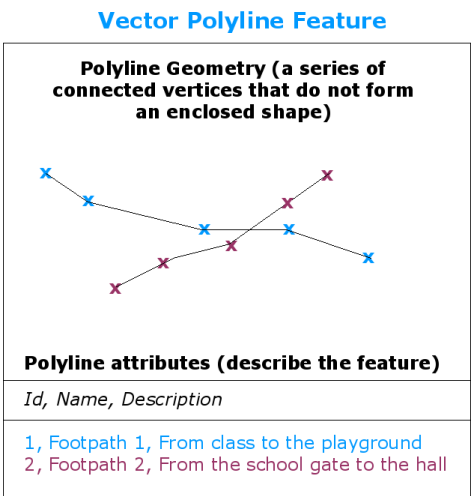 Vector Polyline Feature
Polyline Geometry (a series of
connected vertices that do not form
an enclosed shape)
Polyline attributes (describe the feature)
Id, Name, Description
1, Footpath 1, From class to the playground
2, Footpath 2, From the school gate to the hall